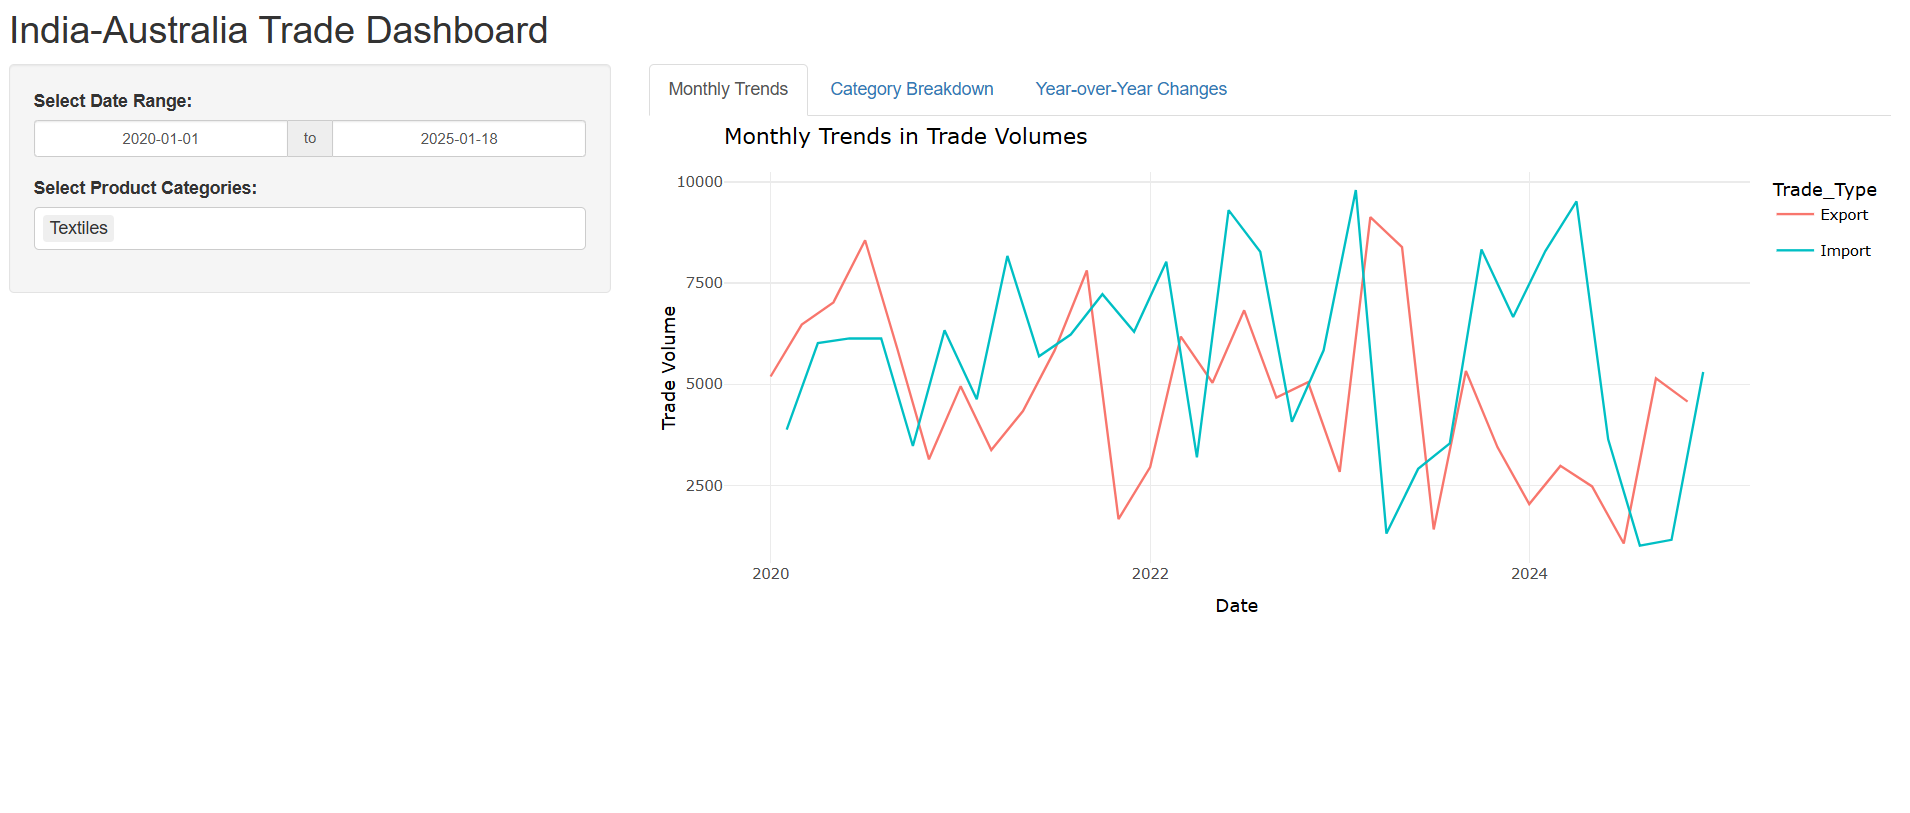 India-Australia Trade Dashboard
Select Date Range:
2020-01-01 to 2025-01-18
Select Product Categories:
Textiles
Monthly Trends Category Breakdown Year-over-Year Changes
Monthly Trends in Trade Volumes
Trade Volume
10000
7500
5000
2500
2020 2022 2024
Date
Trade_Type
Export
Import